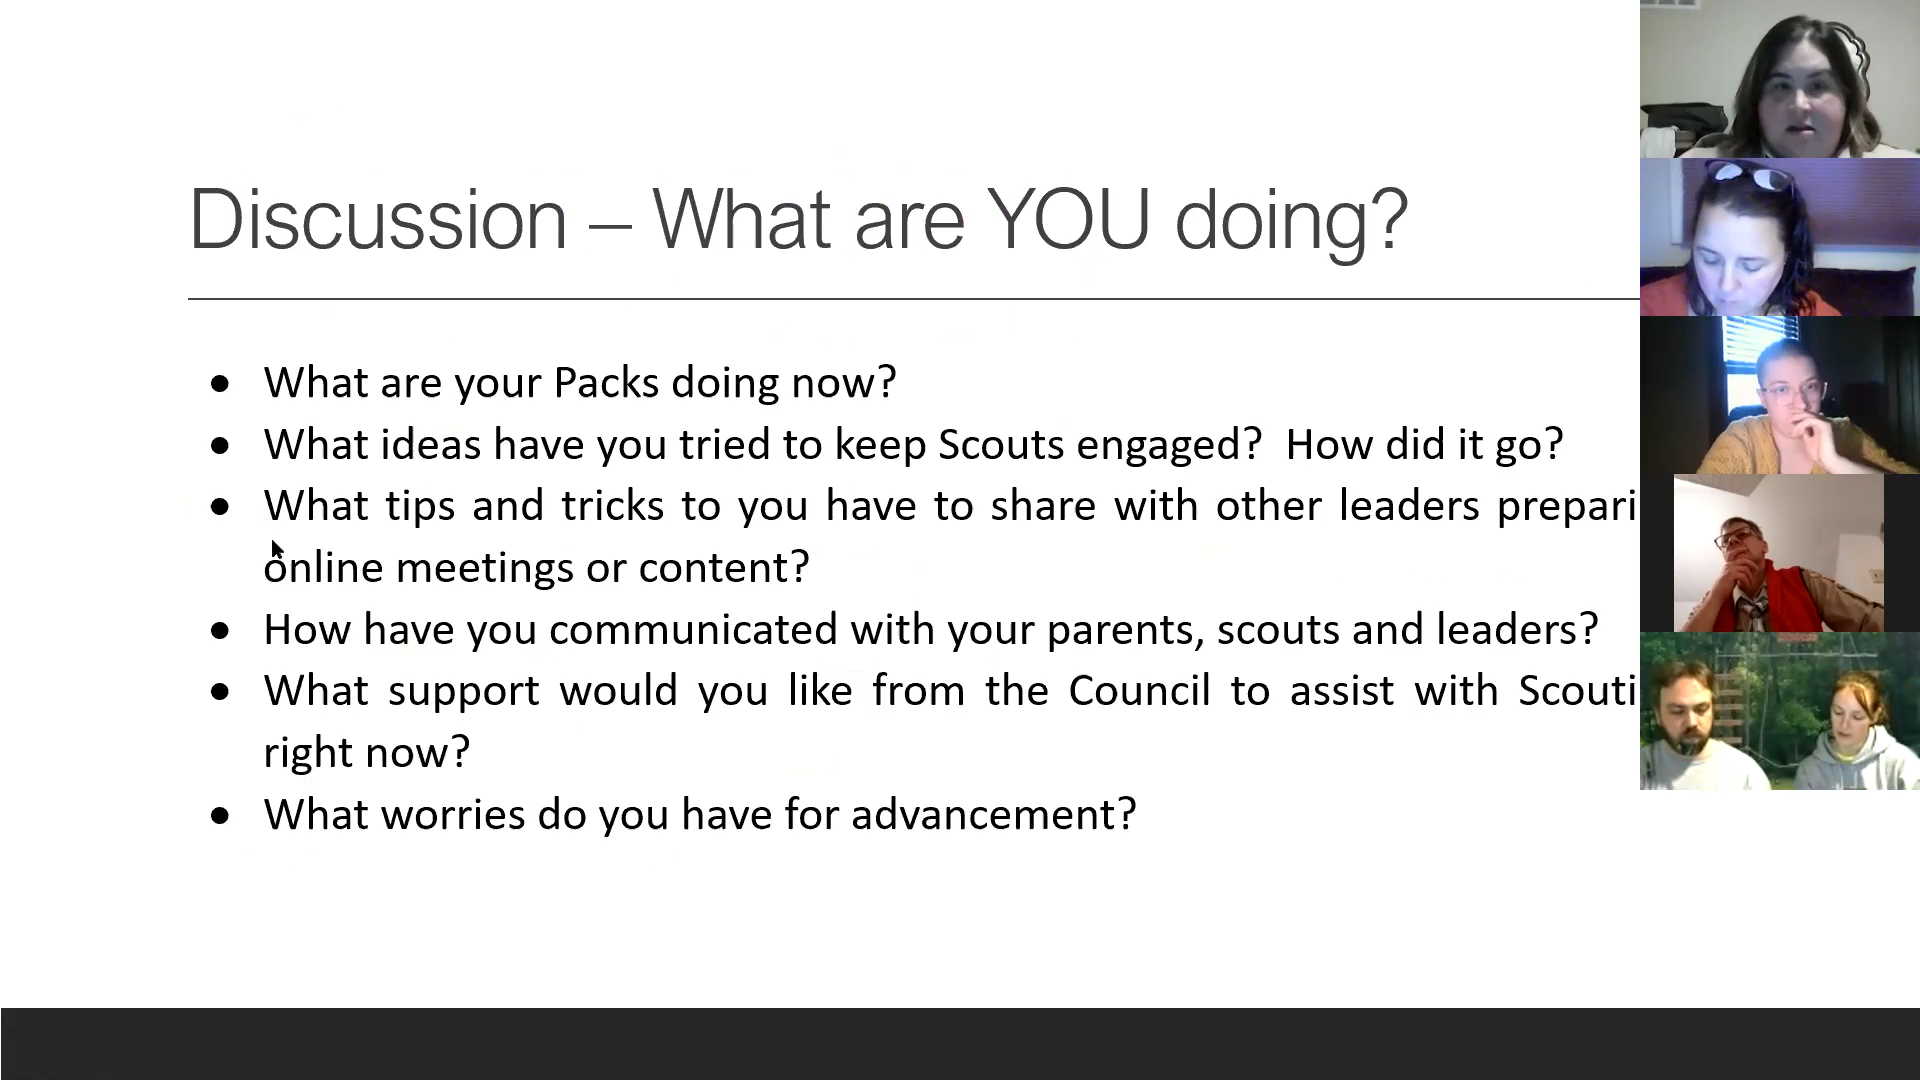 Discussion – What are YOU doing?
● What are your Packs doing now?
● What ideas have you tried to keep Scouts engaged? How did it go?
● What tips and tricks to you have to share with other leaders prepari
online meetings or content?
● How have you communicated with your parents, scouts and leaders?
● What support would you like from the Council to assist with Scouti
right now?
● What worries do you have for advancement?